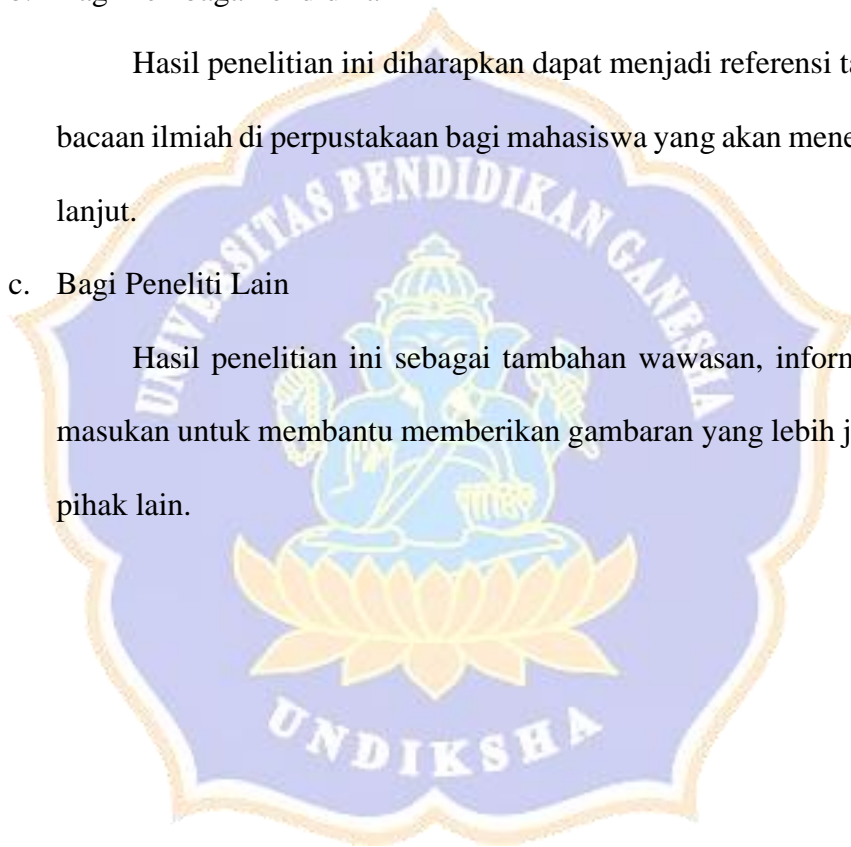 Hasil penelitian ini diharapkan dapat menjadi referensi
bacaan ilmiah di perpustakaan bagi mahasiswa yang akan
lanjut.
c. Bagi Peneliti Lain
Hasil penelitian ini sebagai tambahan wawasan,
masukan untuk membantu memberikan gambaran yang lebih
pihak lain.
UNIVERSITAS PENDIDIKAN GANESHA
UNDIKSHA